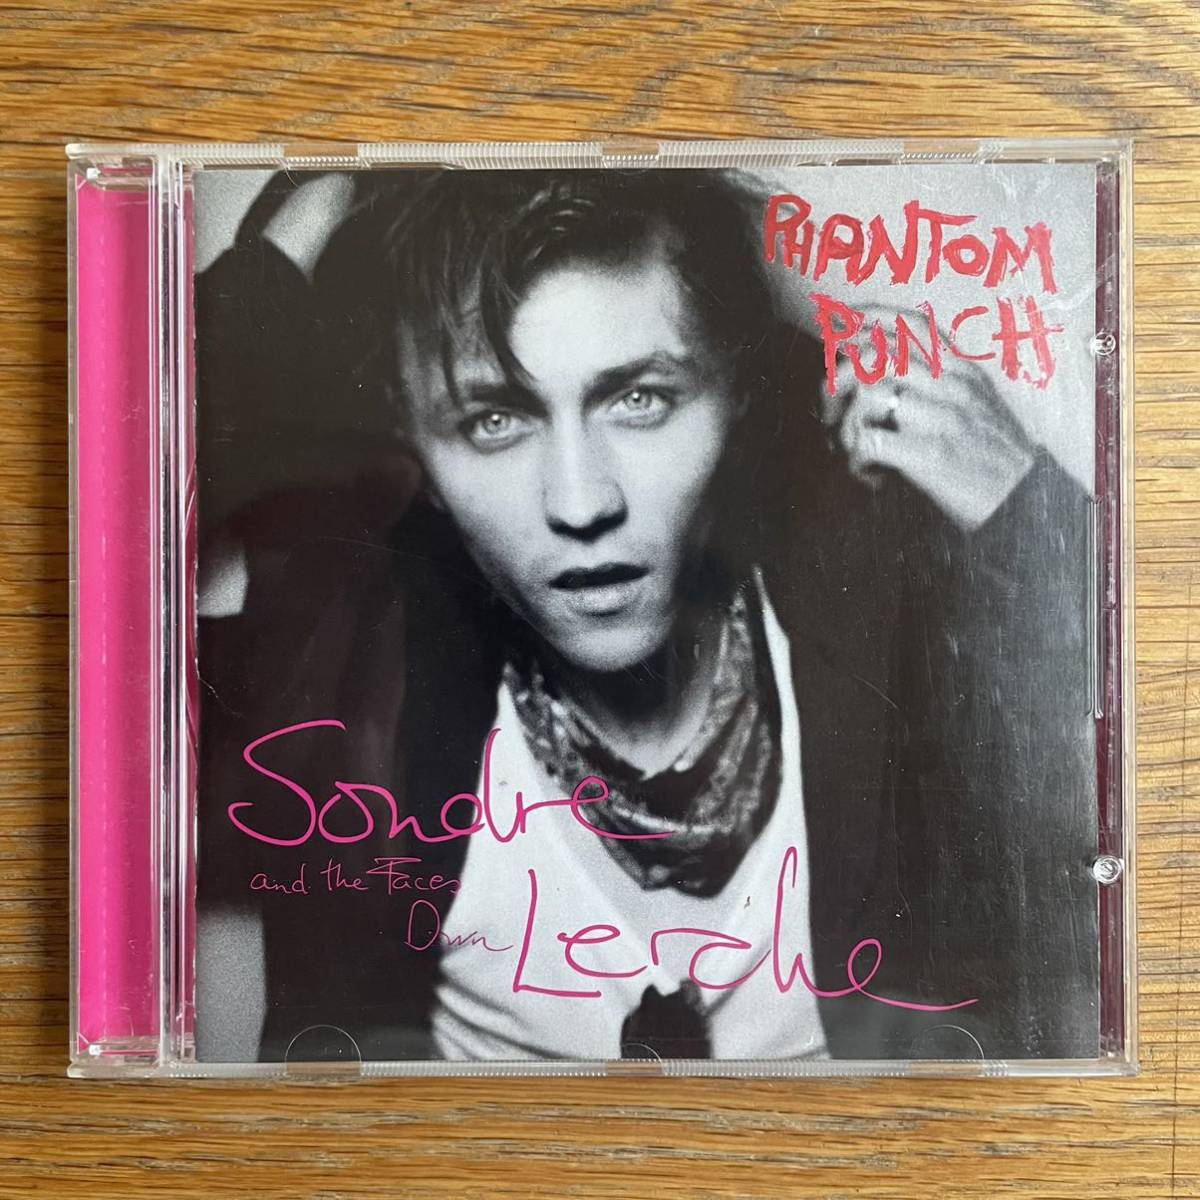 PHANTOM
PUNCH
Sondre
and the Faces
Down
Lerche